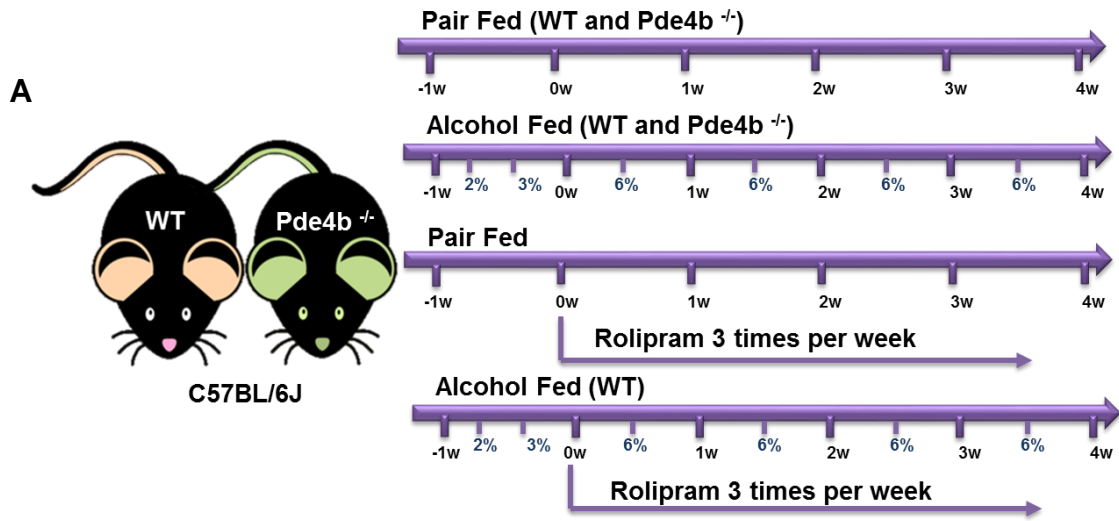 A
WT
Pde4b -/-
C57BL/6J
Pair Fed (WT and Pde4b -/-)
-1w 0w 1w 2w 3w 4w
Alcohol Fed (WT and Pde4b -/-)
-1w 2% 3% 0w 6% 1w 6% 2w 6% 3w 6% 4w
Pair Fed
-1w 0w 1w 2w 3w 4w
Rolipram 3 times per week
Alcohol Fed (WT)
-1w 2% 3% 0w 6% 1w 6% 2w 6% 3w 6% 4w
Rolipram 3 times per week